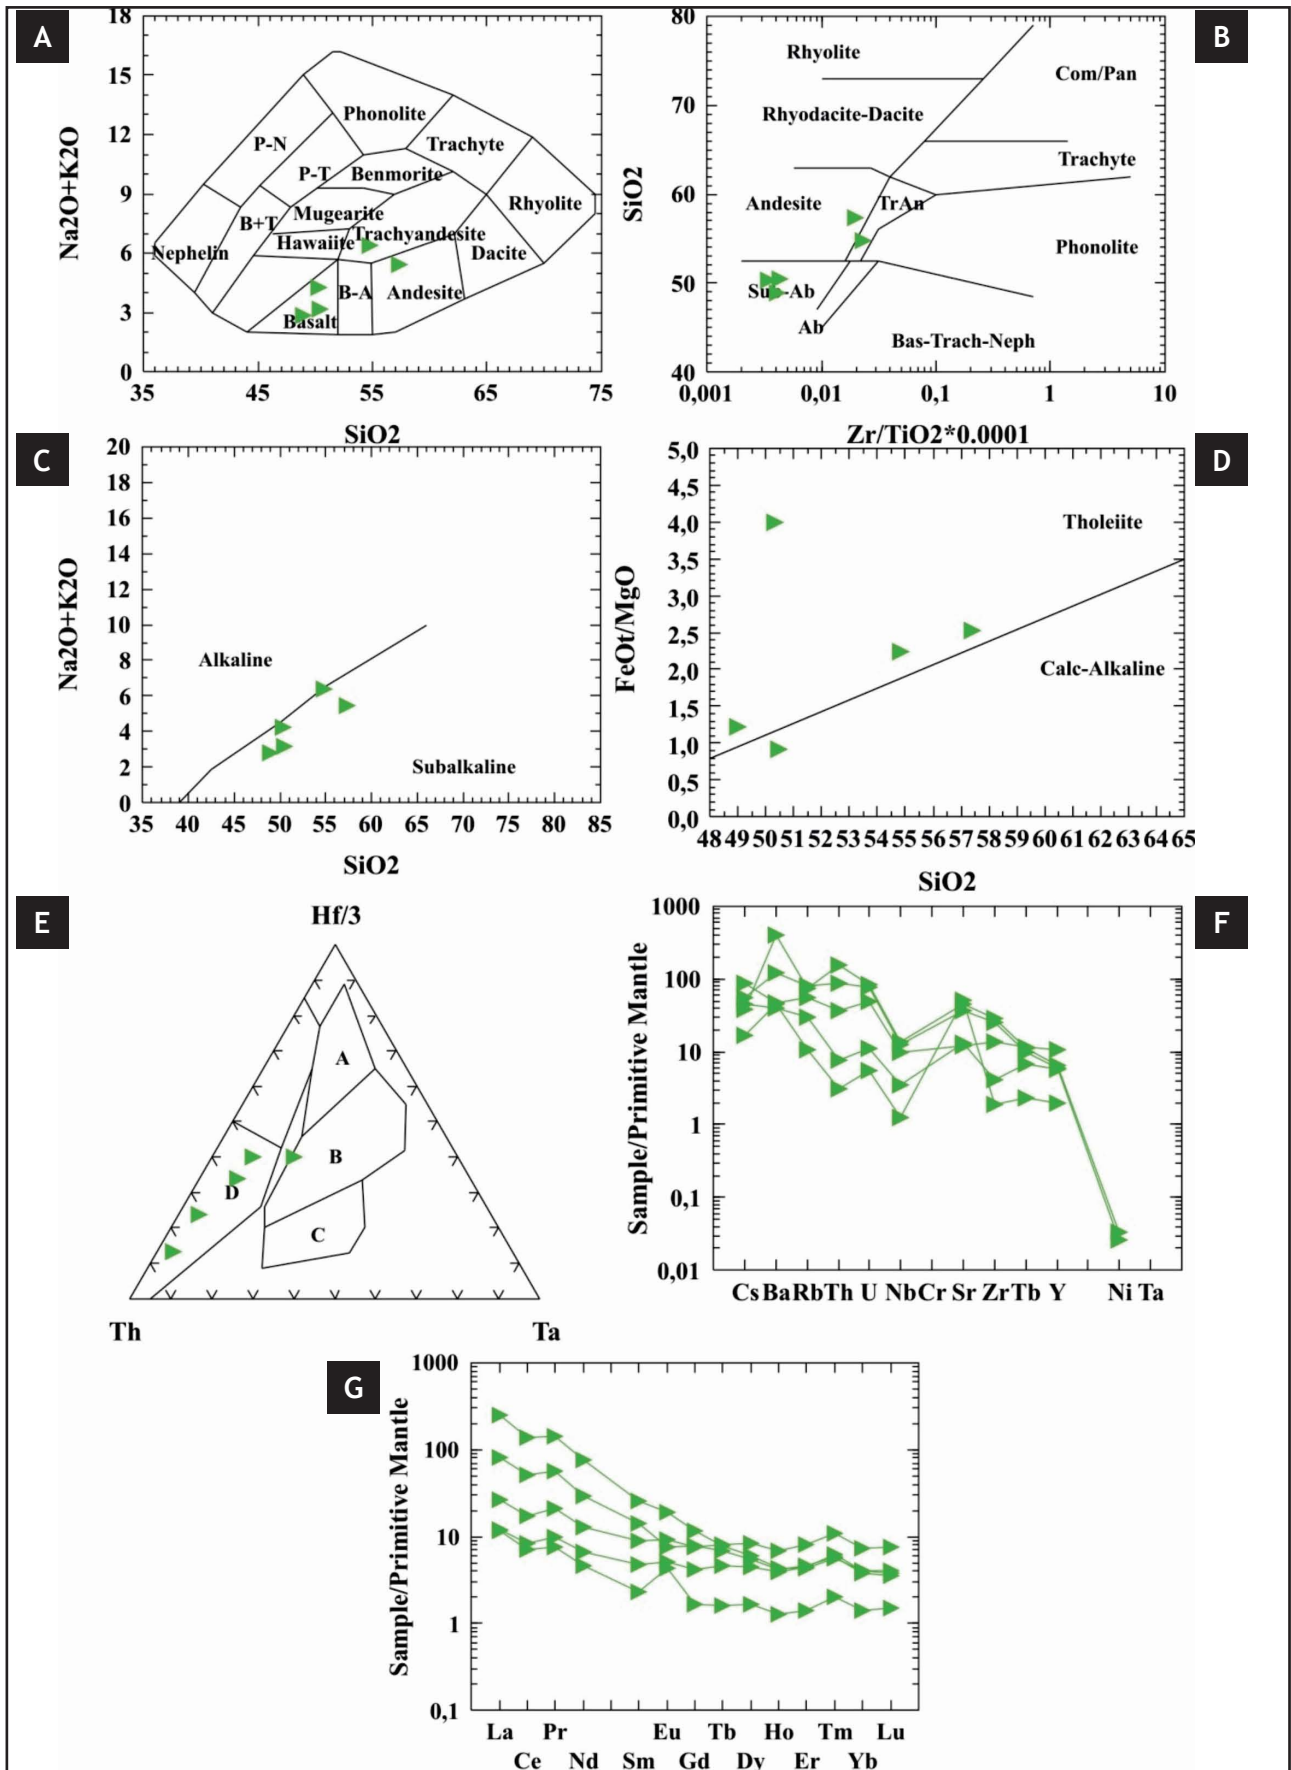 A
18
15
12
9
6
3
0
Na2O+K2O
Phonolite
P-N
Trachyte
P-T
Benmorite
Rhyolite
Mugearite
B+T
Trachyandesite
Hawaiite
Nephelin
Dacite
B-A
Andesite
Basalt
35 45 55 65 75
SiO2
B
80
70
60
50
40
SiO2
Rhyolite
Com/Pan
Rhyodacite-Dacite
Trachyte
Andesite
TrAn
Phonolite
Sub-Ab
Ab
Bas-Trach-Neph
0,001 0,01 0,1 1 10
Zr/TiO2*0.0001
C
20
18
16
14
12
10
8
6
4
2
0
Na2O+K2O
Alkaline
Subalkaline
35 40 45 50 55 60 65 70 75 80 85
SiO2
D
5,0
4,5
4,0
3,5
3,0
2,5
2,0
1,5
1,0
0,5
0,0
FeOt/MgO
Tholeiite
Calc-Alkaline
48 49 50 51 52 53 54 55 56 57 58 59 60 61 62 63 64 65
SiO2
E
Hf/3
A
B
D
C
Th
Ta
F
1000
100
10
1
0,1
0,01
Sample/Primitive Mantle
Cs Ba Rb Th U Nb Cr Sr Zr Tb Y Ni Ta
G
1000
100
10
1
0,1
Sample/Primitive Mantle
La Pr Eu Tb Ho Tm Lu
Ce Nd Sm Gd Dy Er Yb